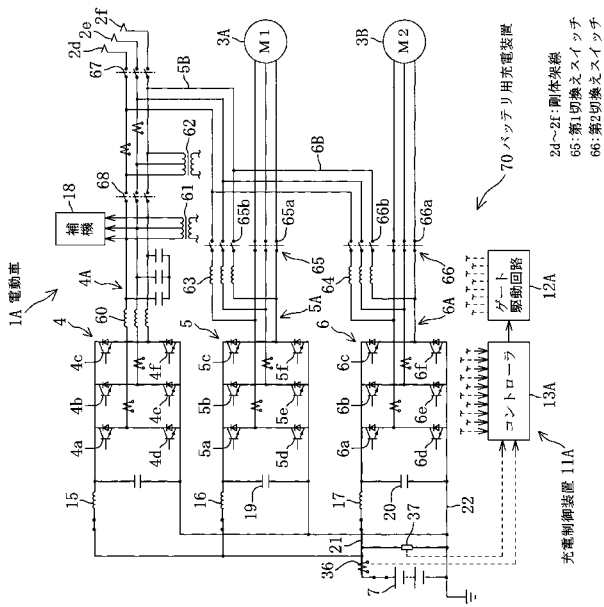 1A 電動車
2d
2e
2f
67
68
18
補
機
4A
60
61
62
5B
3A
M1
4
4a
4b
4c
4d
4e
4f
15
5
5a
5b
5c
5d
5e
5f
16
19
63
65b
65a
65
5A
6B
3B
M2
6
6a
6b
6c
6d
6e
6f
17
20
64
66b
66a
66
6A
21
22
36
37
7
コントローラ
13A
ゲート
駆動回路
12A
充電制御装置 11A
70 バッテリ用充電装置
2d~2f:剛体架線
65:第1切換えスイッチ
66:第2切換えスイッチ